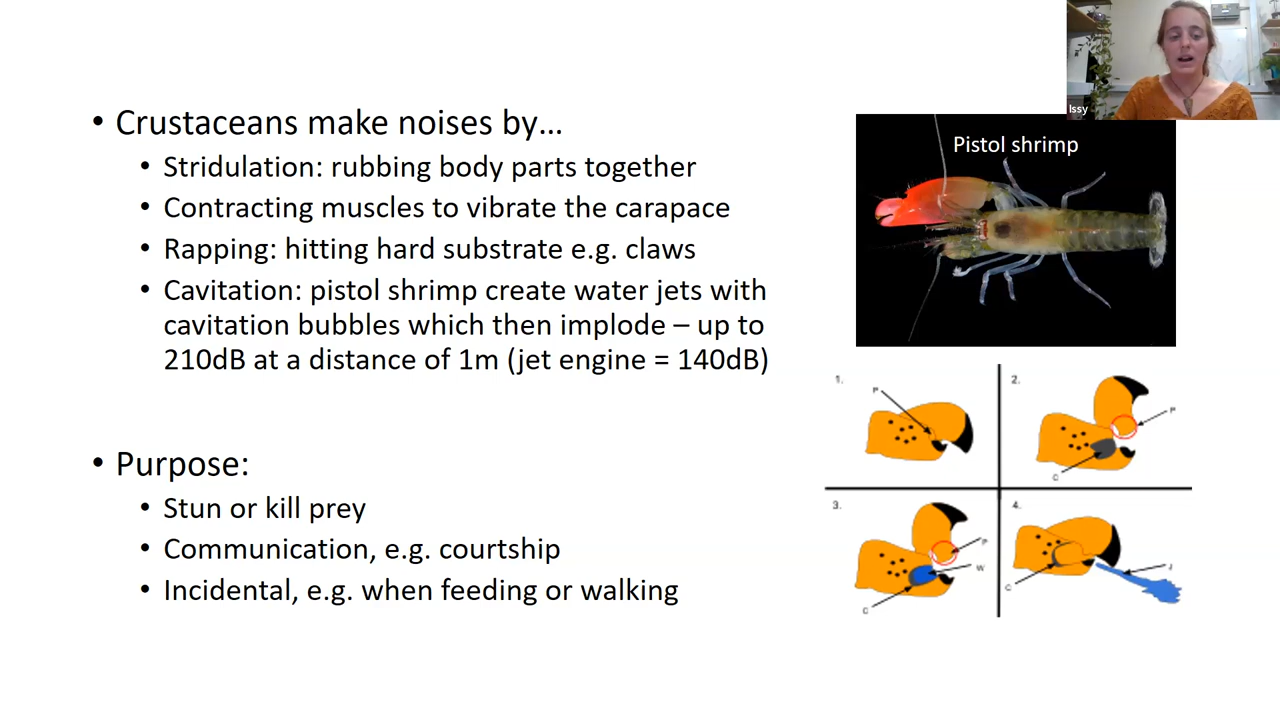 Issy
• Crustaceans make noises by…
• Stridulation: rubbing body parts together
• Contracting muscles to vibrate the carapace
• Rapping: hitting hard substrate e.g. claws
• Cavitation: pistol shrimp create water jets with
cavitation bubbles which then implode – up to
210dB at a distance of 1m (jet engine = 140dB)
• Purpose:
• Stun or kill prey
• Communication, e.g. courtship
• Incidental, e.g. when feeding or walking
Pistol shrimp
1.
P
2.
P
C
3.
P
W
C
4.
J
C